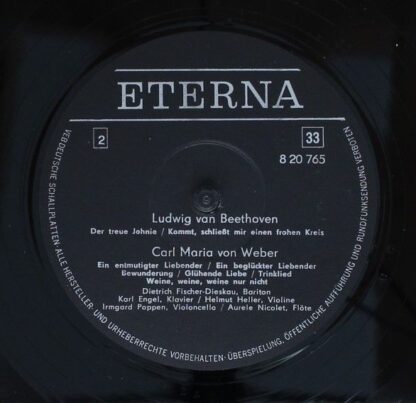 ETERNA
2
33
8 20 765
Ludwig van Beethoven
Der treue Johnie / Kommt, schließt mir einen frohen Kreis
Carl Maria von Weber
Ein entmutigter Liebender / Ein beglückter Liebender
Bewunderung / Glühende Liebe / Trinklied
Weine, weine, weine nur nicht
Dietrich Fischer-Dieskau, Bariton
Karl Engel, Klavier / Helmut Heller, Violine
Irmgard Poppen, Violoncello / Aurele Nicolet, Flöte
VEB DEUTSCHE SCHALLPLATTEN · ALLE HERSTELLER- UND URHEBERRECHTE VORBEHALTEN · ÜBERSPIELUNG, ÖFFENTLICHE AUFFÜHRUNG UND RUNDFUNKSENDUNG VERBOTEN